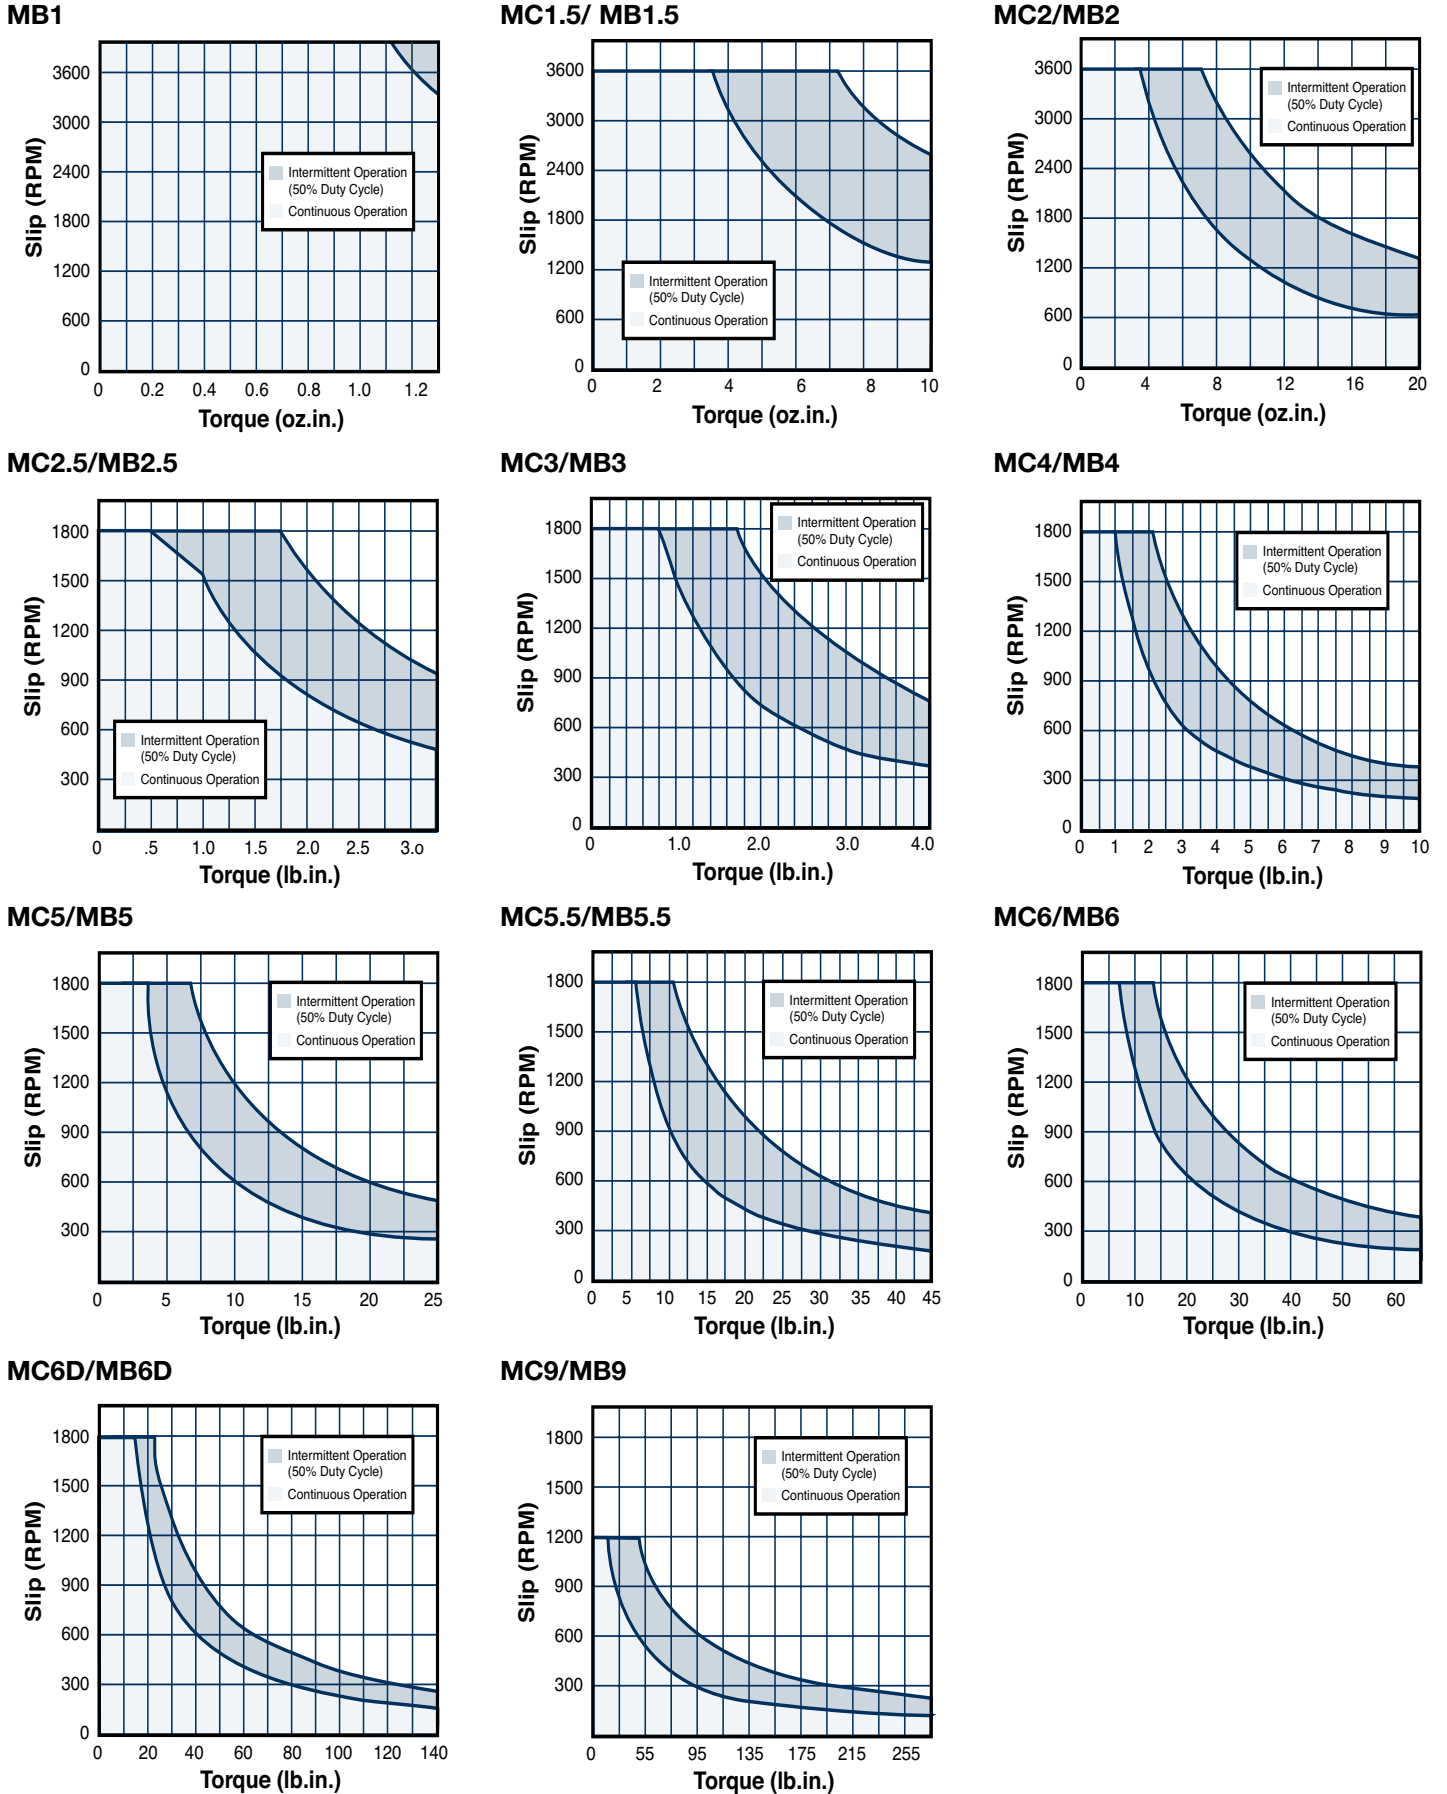 MB1
3600
3000
2400
1800
1200
600
0
Slip (RPM)
Intermittent Operation
(50% Duty Cycle)
Continuous Operation
0 0.2 0.4 0.6 0.8 1.0 1.2
Torque (oz.in.)
MC1.5/ MB1.5
3600
3000
2400
1800
1200
600
0
Slip (RPM)
Intermittent Operation
(50% Duty Cycle)
Continuous Operation
0 2 4 6 8 10
Torque (oz.in.)
MC2/MB2
3600
3000
2400
1800
1200
600
0
Slip (RPM)
Intermittent Operation
(50% Duty Cycle)
Continuous Operation
0 4 8 12 16 20
Torque (oz.in.)
MC2.5/MB2.5
1800
1500
1200
900
600
300
Slip (RPM)
Intermittent Operation
(50% Duty Cycle)
Continuous Operation
0 .5 1.0 1.5 2.0 2.5 3.0
Torque (lb.in.)
MC3/MB3
1800
1500
1200
900
600
300
0
Slip (RPM)
Intermittent Operation
(50% Duty Cycle)
Continuous Operation
0 1.0 2.0 3.0 4.0
Torque (lb.in.)
MC4/MB4
1800
1500
1200
900
600
300
0
Slip (RPM)
Intermittent Operation
(50% Duty Cycle)
Continuous Operation
0 1 2 3 4 5 6 7 8 9 10
Torque (lb.in.)
MC5/MB5
1800
1500
1200
900
600
300
Slip (RPM)
Intermittent Operation
(50% Duty Cycle)
Continuous Operation
0 5 10 15 20 25
Torque (lb.in.)
MC5.5/MB5.5
1800
1500
1200
900
600
300
0
Slip (RPM)
Intermittent Operation
(50% Duty Cycle)
Continuous Operation
0 5 10 15 20 25 30 35 40 45
Torque (lb.in.)
MC6/MB6
1800
1500
1200
900
600
300
0
Slip (RPM)
Intermittent Operation
(50% Duty Cycle)
Continuous Operation
0 10 20 30 40 50 60
Torque (lb.in.)
MC6D/MB6D
1800
1500
1200
900
600
300
0
Slip (RPM)
Intermittent Operation
(50% Duty Cycle)
Continuous Operation
0 20 40 60 80 100 120 140
Torque (lb.in.)
MC9/MB9
1800
1500
1200
900
600
300
Slip (RPM)
Intermittent Operation
(50% Duty Cycle)
Continuous Operation
0 55 95 135 175 215 255
Torque (lb.in.)